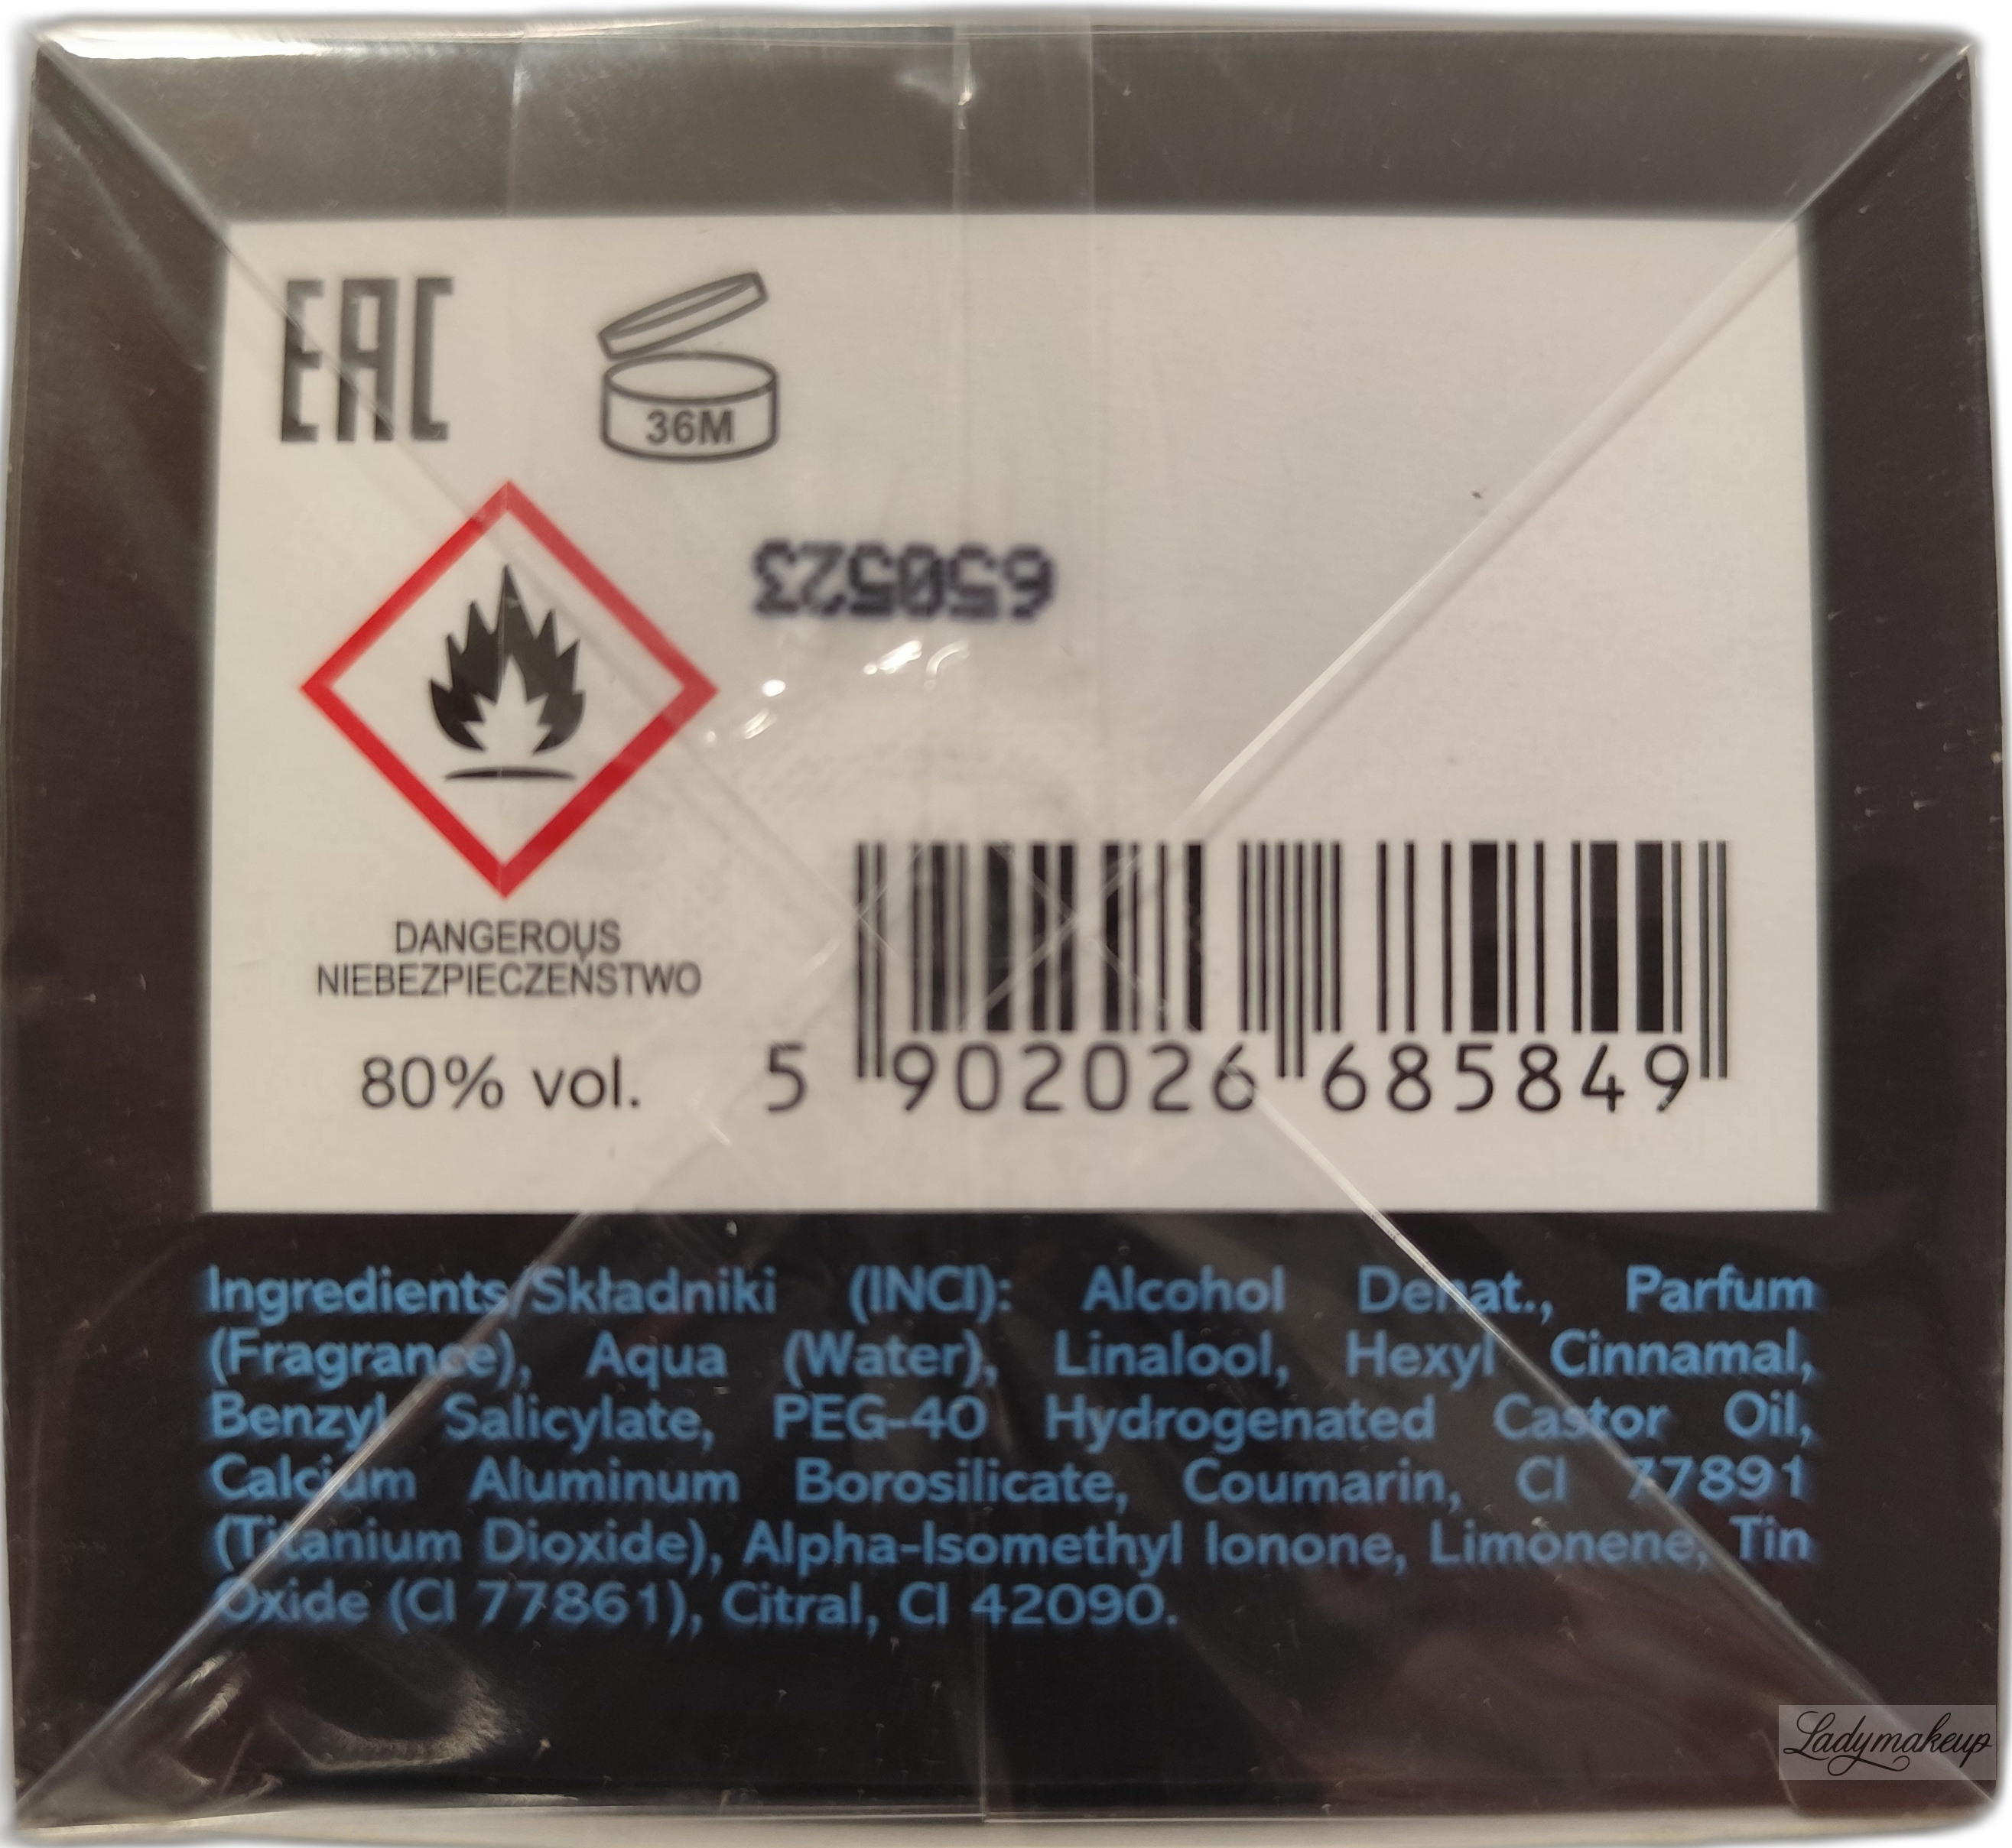 EAC
36M
650523
DANGEROUS
NIEBEZPIECZEŃSTWO
80% vol.
5 902026 685849
Ingredients/Składniki (INCI): Alcohol Denat., Parfum
(Fragrance), Aqua (Water), Linalool, Hexyl Cinnamal,
Benzyl Salicylate, PEG-40 Hydrogenated Castor Oil,
Calcium Aluminum Borosilicate, Coumarin, CI 77891
(Titanium Dioxide), Alpha-Isomethyl Ionone, Limonene, Tin
Oxide (CI 77861), Citral, CI 42090.
Ladymakeup